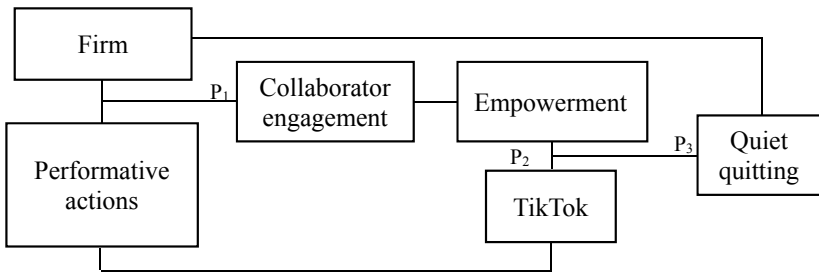 Firm
P₁
Collaborator
engagement
Empowerment
Performative
actions
P₂
P₃
Quiet
quitting
TikTok